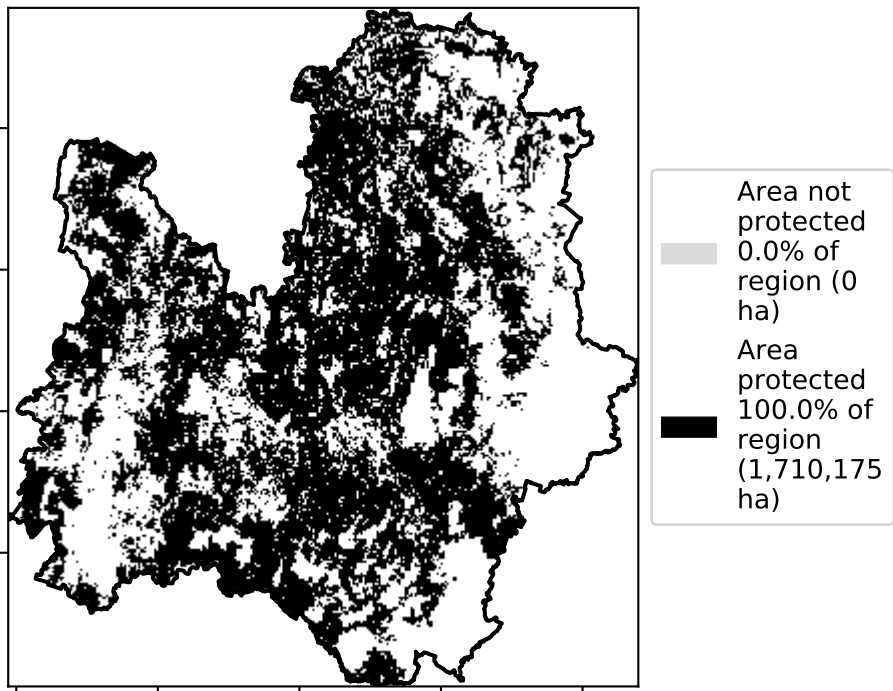 Area not
protected
0.0% of
region (0
ha)
Area
protected
100.0% of
region
(1,710,175
ha)